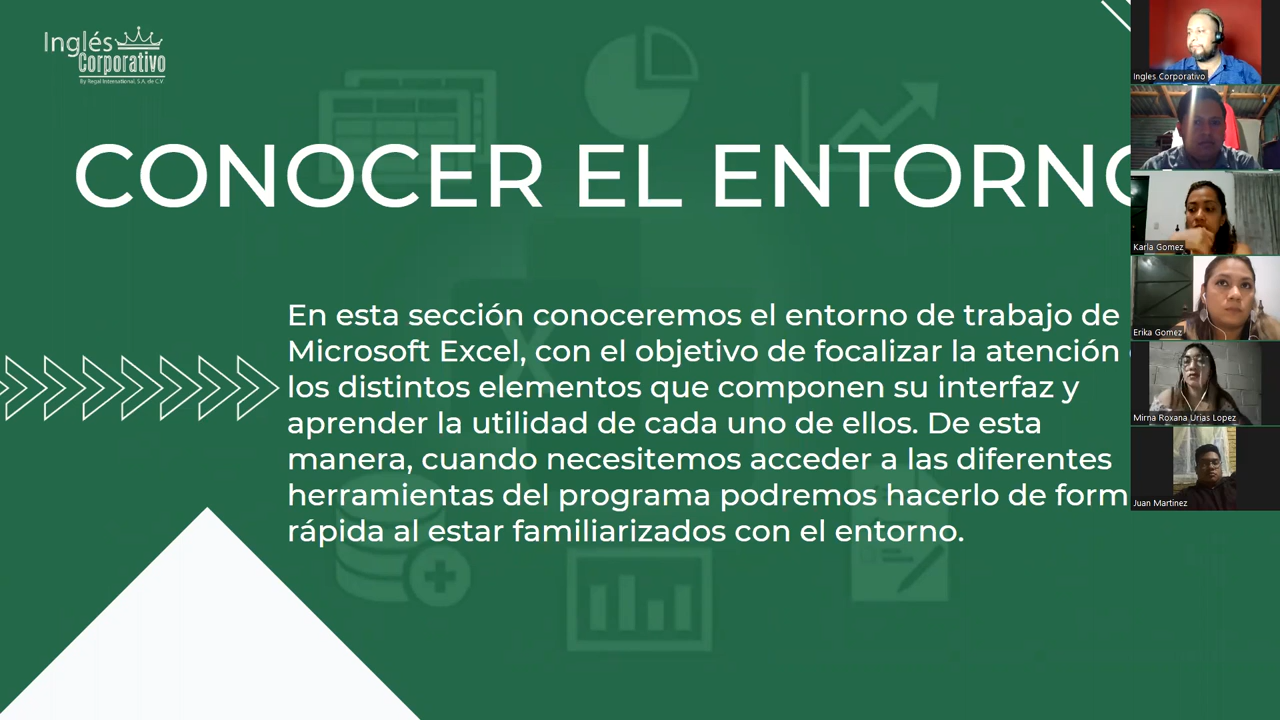 Inglés
Corporativo
By Regal International, S.A. de C.V.
CONOCER EL ENTORNO
En esta sección conoceremos el entorno de trabajo de
Microsoft Excel, con el objetivo de focalizar la atención
los distintos elementos que componen su interfaz y
aprender la utilidad de cada uno de ellos. De esta
manera, cuando necesitemos acceder a las diferentes
herramientas del programa podremos hacerlo de form
rápida al estar familiarizados con el entorno.
Ingles Corporativo
Karla Gomez
Erika Gomez
Mirna Roxana Urias Lopez
Juan Martinez